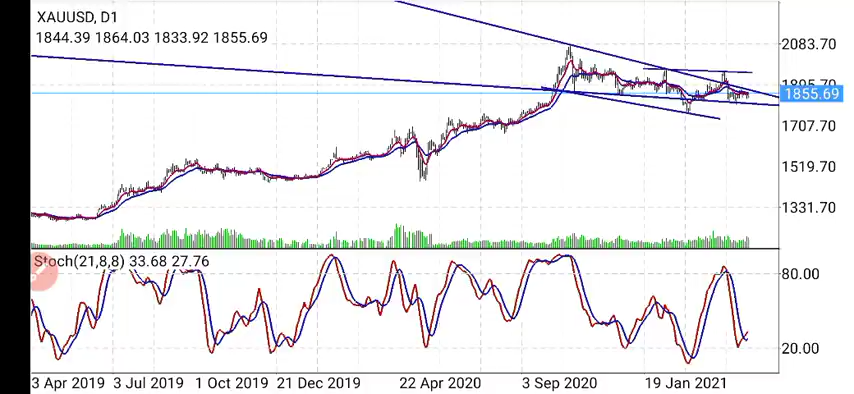 XAUUSD, D1
1844.39 1864.03 1833.92 1855.69
2083.70
1855.69
1707.70
1519.70
1331.70
Stoch(21,8,8) 33.68 27.76
80.00
20.00
3 Apr 2019 3 Jul 2019 1 Oct 2019 21 Dec 2019 22 Apr 2020 3 Sep 2020 19 Jan 2021